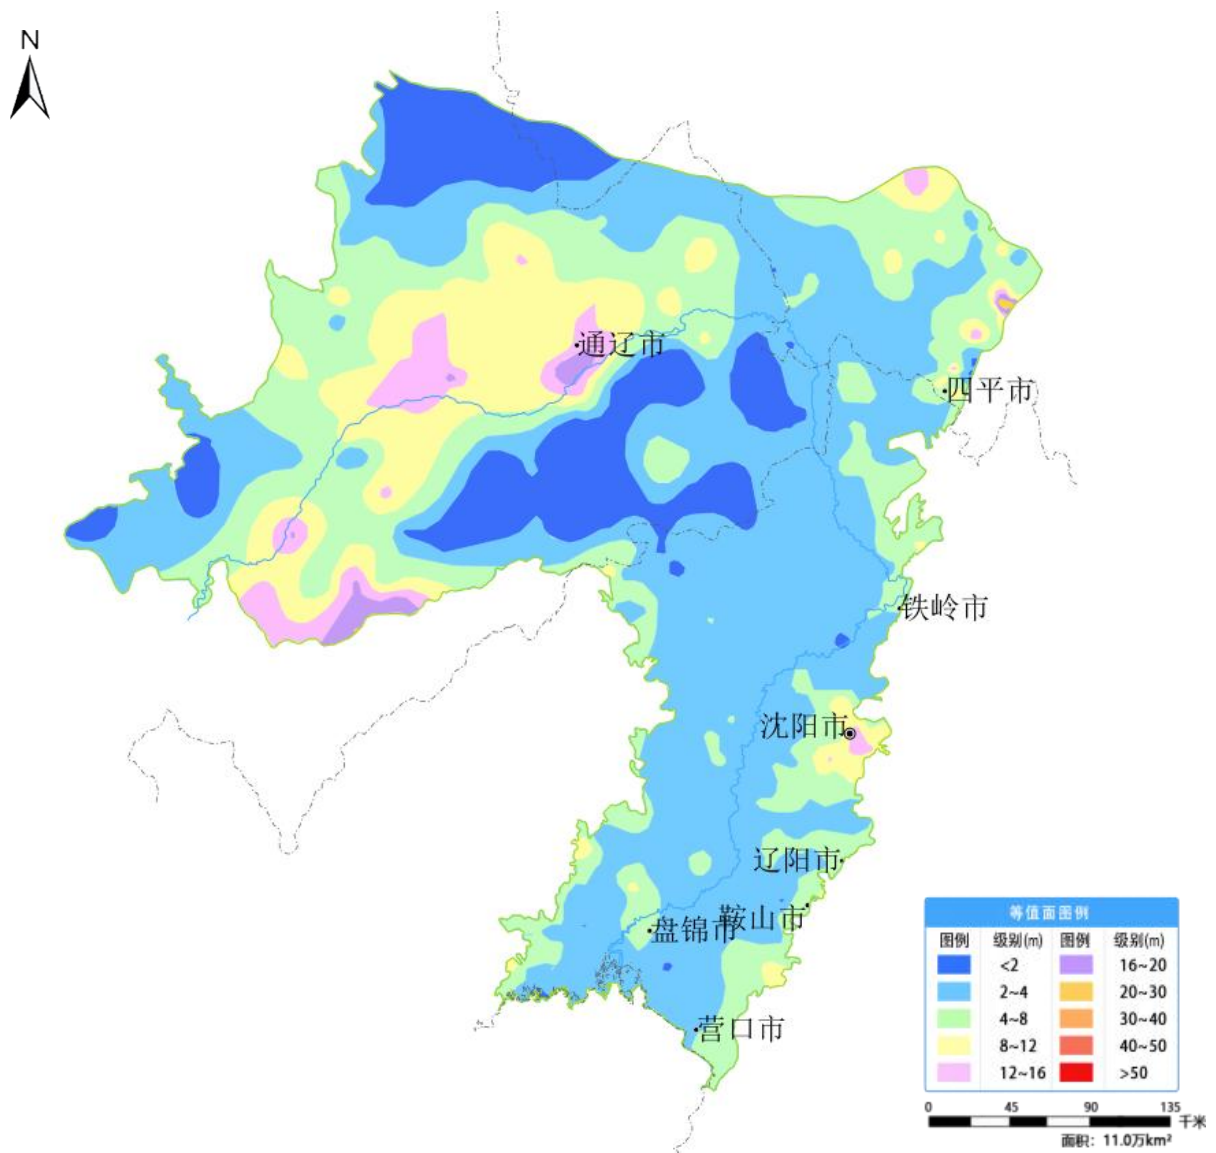 N
通辽市
四平市
铁岭市
沈阳市
辽阳市
鞍山市
盘锦市
营口市
等值面图例
图例 级别(m) 图例 级别(m)
<2 16~20
2~4 20~30
4~8 30~40
8~12 40~50
12~16 >50
0 45 90 135 千米
面积: 11.0万km²